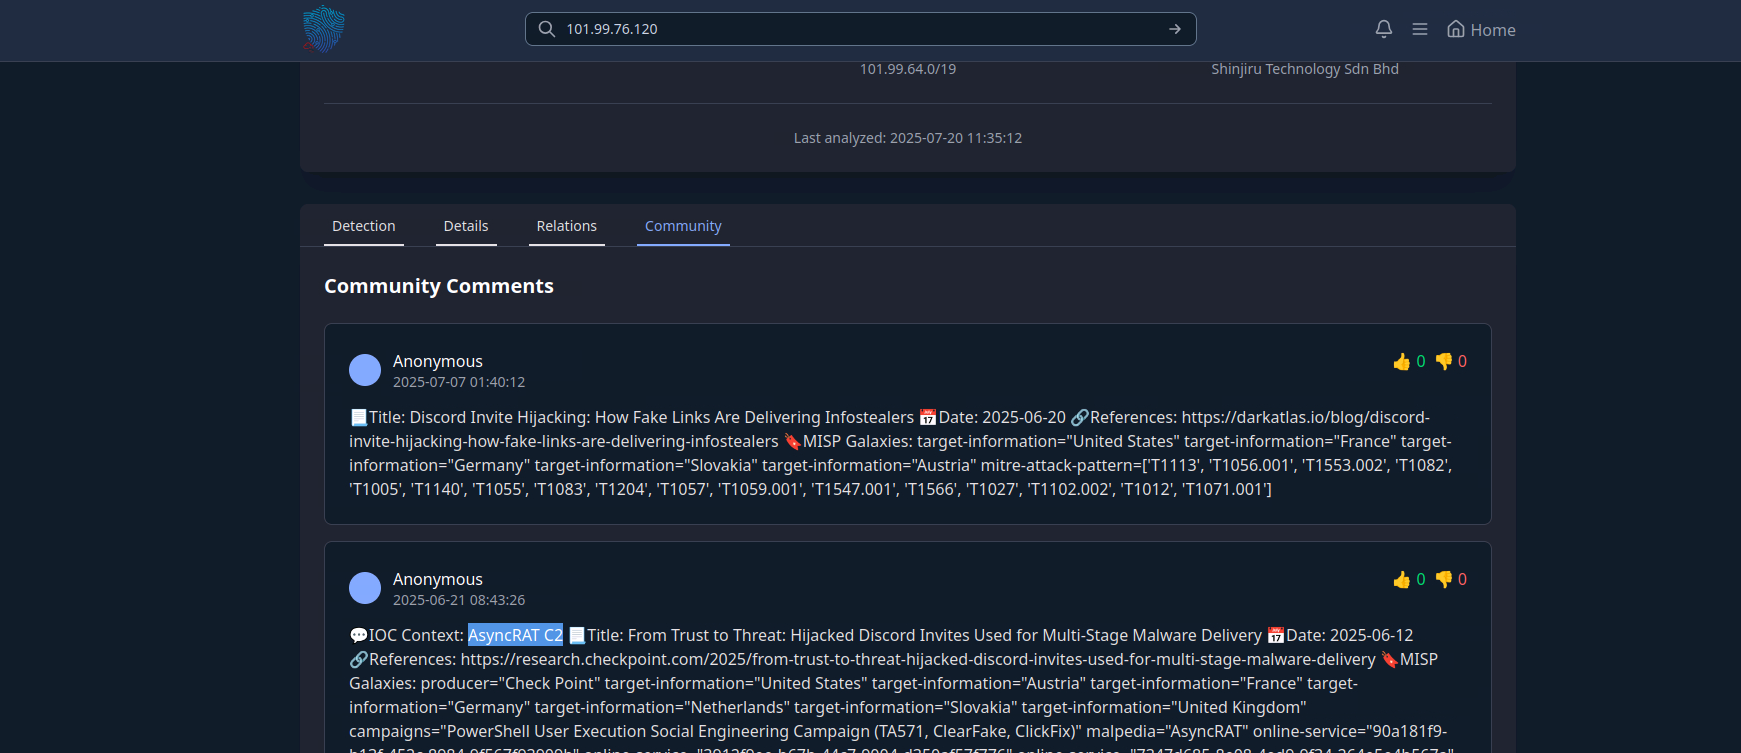 101.99.76.120
Home
101.99.64.0/19 Shinjiru Technology Sdn Bhd
Last analyzed: 2025-07-20 11:35:12
Detection Details Relations Community
Community Comments
Anonymous 👍 0 👎 0
2025-07-07 01:40:12
📃Title: Discord Invite Hijacking: How Fake Links Are Delivering Infostealers 📅Date: 2025-06-20 🔗References: https://darkatlas.io/blog/discord-
invite-hijacking-how-fake-links-are-delivering-infostealers 🔖MISP Galaxies: target-information="United States" target-information="France" target-
information="Germany" target-information="Slovakia" target-information="Austria" mitre-attack-pattern=['T1113', 'T1056.001', 'T1553.002', 'T1082',
'T1005', 'T1140', 'T1055', 'T1083', 'T1204', 'T1057', 'T1059.001', 'T1547.001', 'T1566', 'T1027', 'T1102.002', 'T1012', 'T1071.001']
Anonymous 👍 0 👎 0
2025-06-21 08:43:26
💬IOC Context: AsyncRAT C2 📃Title: From Trust to Threat: Hijacked Discord Invites Used for Multi-Stage Malware Delivery 📅Date: 2025-06-12
🔗References: https://research.checkpoint.com/2025/from-trust-to-threat-hijacked-discord-invites-used-for-multi-stage-malware-delivery 🔖MISP
Galaxies: producer="Check Point" target-information="United States" target-information="Austria" target-information="France" target-
information="Germany" target-information="Netherlands" target-information="Slovakia" target-information="United Kingdom"
campaigns="PowerShell User Execution Social Engineering Campaign (TA571, ClearFake, ClickFix)" malpedia="AsyncRAT" online-service="90a181f9-